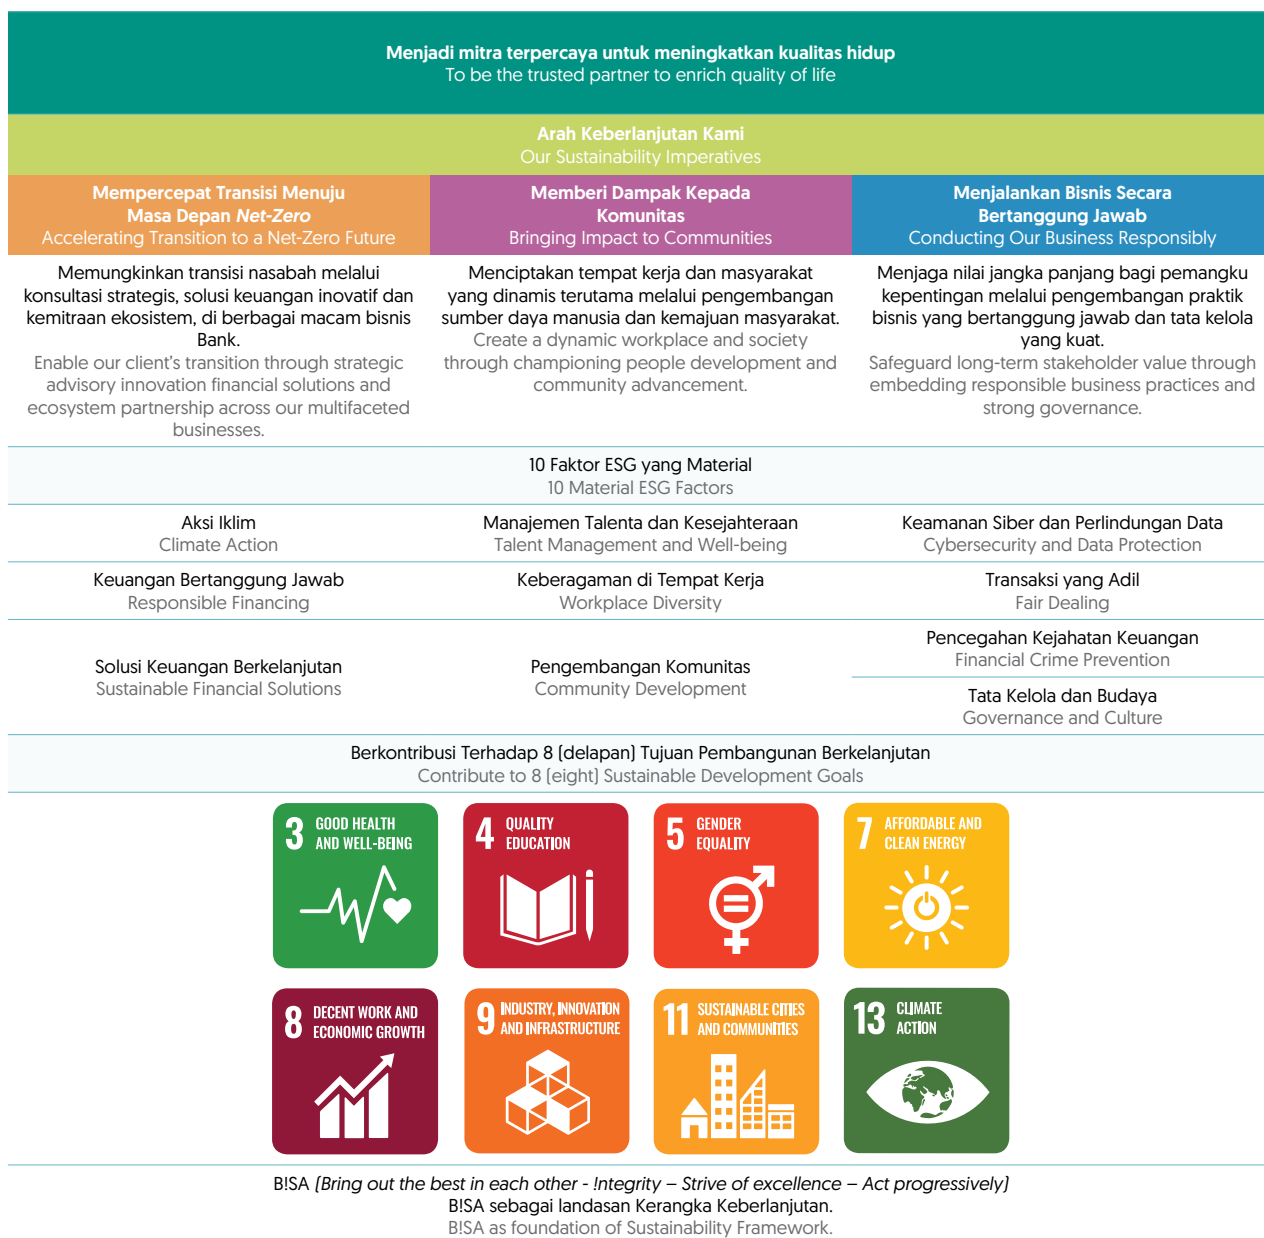 Menjadi mitra terpercaya untuk meningkatkan kualitas hidup
To be the trusted partner to enrich quality of life
Arah Keberlanjutan Kami
Our Sustainability Imperatives
Mempercepat Transisi Menuju
Masa Depan Net-Zero
Accelerating Transition to a Net-Zero Future
Memberi Dampak Kepada
Komunitas
Bringing Impact to Communities
Menjalankan Bisnis Secara
Bertanggung Jawab
Conducting Our Business Responsibly
Memungkinkan transisi nasabah melalui
konsultasi strategis, solusi keuangan inovatif dan
kemitraan ekosistem, di berbagai macam bisnis
Bank.
Enable our client's transition through strategic
advisory innovation financial solutions and
ecosystem partnership across our multifaceted
businesses.
Menciptakan tempat kerja dan masyarakat
yang dinamis terutama melalui pengembangan
sumber daya manusia dan kemajuan masyarakat.
Create a dynamic workplace and society
through championing people development and
community advancement.
Menjaga nilai jangka panjang bagi pemangku
kepentingan melalui pengembangan praktik
bisnis yang bertanggung jawab dan tata kelola
yang kuat.
Safeguard long-term stakeholder value through
embedding responsible business practices and
strong governance.
10 Faktor ESG yang Material
10 Material ESG Factors
Aksi Iklim
Climate Action
Manajemen Talenta dan Kesejahteraan
Talent Management and Well-being
Keamanan Siber dan Perlindungan Data
Cybersecurity and Data Protection
Keuangan Bertanggung Jawab
Responsible Financing
Keberagaman di Tempat Kerja
Workplace Diversity
Transaksi yang Adil
Fair Dealing
Solusi Keuangan Berkelanjutan
Sustainable Financial Solutions
Pengembangan Komunitas
Community Development
Pencegahan Kejahatan Keuangan
Financial Crime Prevention
Tata Kelola dan Budaya
Governance and Culture
Berkontribusi Terhadap 8 (delapan) Tujuan Pembangunan Berkelanjutan
Contribute to 8 (eight) Sustainable Development Goals
3 GOOD HEALTH
AND WELL-BEING
4 QUALITY
EDUCATION
5 GENDER
EQUALITY
7 AFFORDABLE AND
CLEAN ENERGY
8 DECENT WORK AND
ECONOMIC GROWTH
9 INDUSTRY, INNOVATION
AND INFRASTRUCTURE
11 SUSTAINABLE CITIES
AND COMMUNITIES
13 CLIMATE
ACTION
B!SA (Bring out the best in each other - !ntegrity – Strive of excellence – Act progressively)
B!SA sebagai landasan Kerangka Keberlanjutan.
B!SA as foundation of Sustainability Framework.